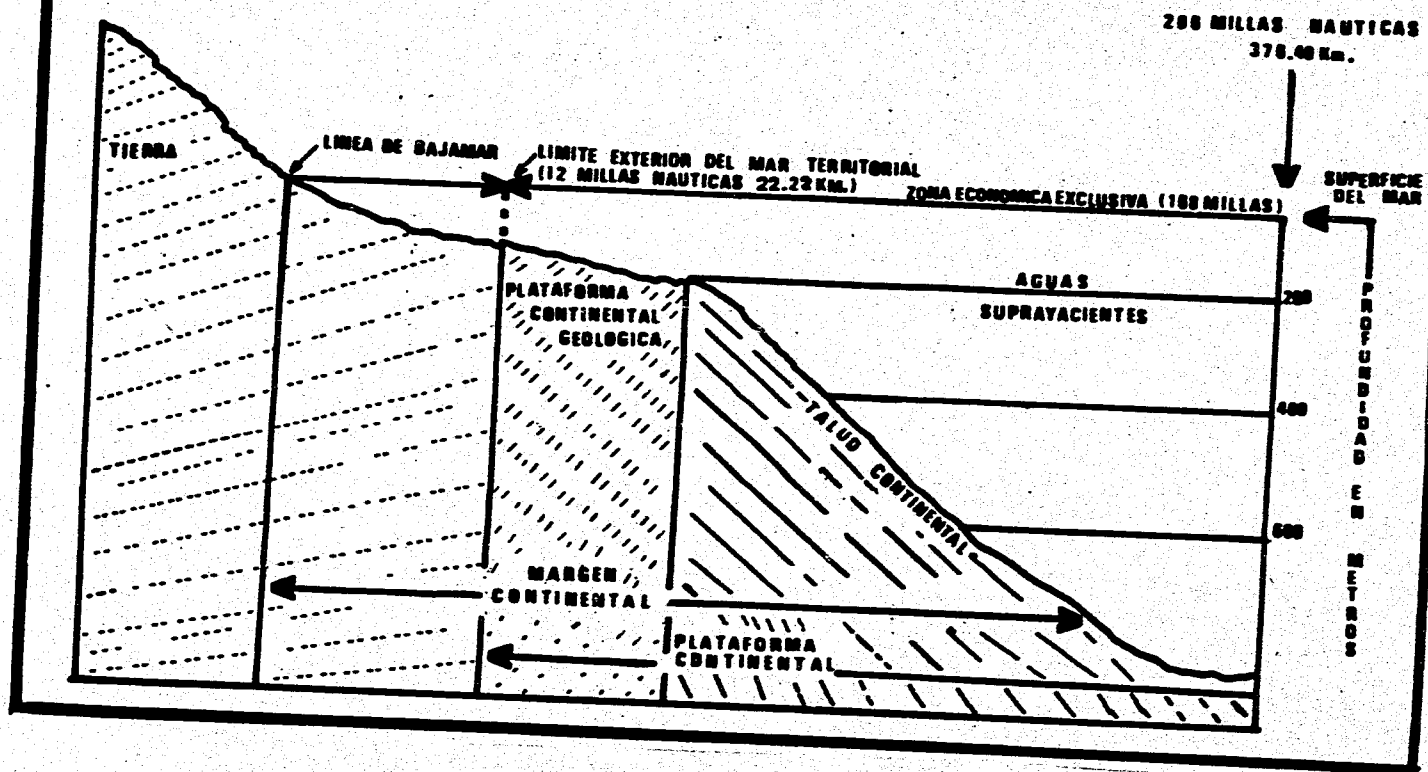 200 MILLAS NAUTICAS
370.40 Km.
TIERRA
LINEA DE BAJAMAR
LIMITE EXTERIOR DEL MAR TERRITORIAL
(12 MILLAS NAUTICAS 22.22 KM.)
ZONA ECONOMICA EXCLUSIVA (188 MILLAS)
SUPERFICIE
DEL MAR
PLATAFORMA
CONTINENTAL
GEOLOGICA
AGUAS
SUPRAYACIENTES
200
400
600
PROFUNDIDAD EN METROS
TALUD CONTINENTAL
MARGEN
CONTINENTAL
PLATAFORMA
CONTINENTAL